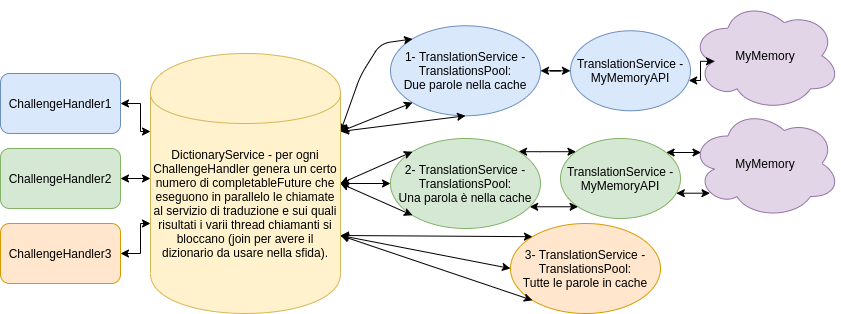 ChallengeHandler1
ChallengeHandler2
ChallengeHandler3
DictionaryService - per ogni
ChallengeHandler genera un certo
numero di completableFuture che
eseguono in parallelo le chiamate
al servizio di traduzione e sui quali
risultati i varii thread chiamanti si
bloccano (join per avere il
dizionario da usare nella sfida).
1- TranslationService -
TranslationsPool:
Due parole nella cache
TranslationService -
MyMemoryAPI
MyMemory
2- TranslationService -
TranslationsPool:
Una parola è nella cache
TranslationService -
MyMemoryAPI
MyMemory
3- TranslationService -
TranslationsPool:
Tutte le parole in cache